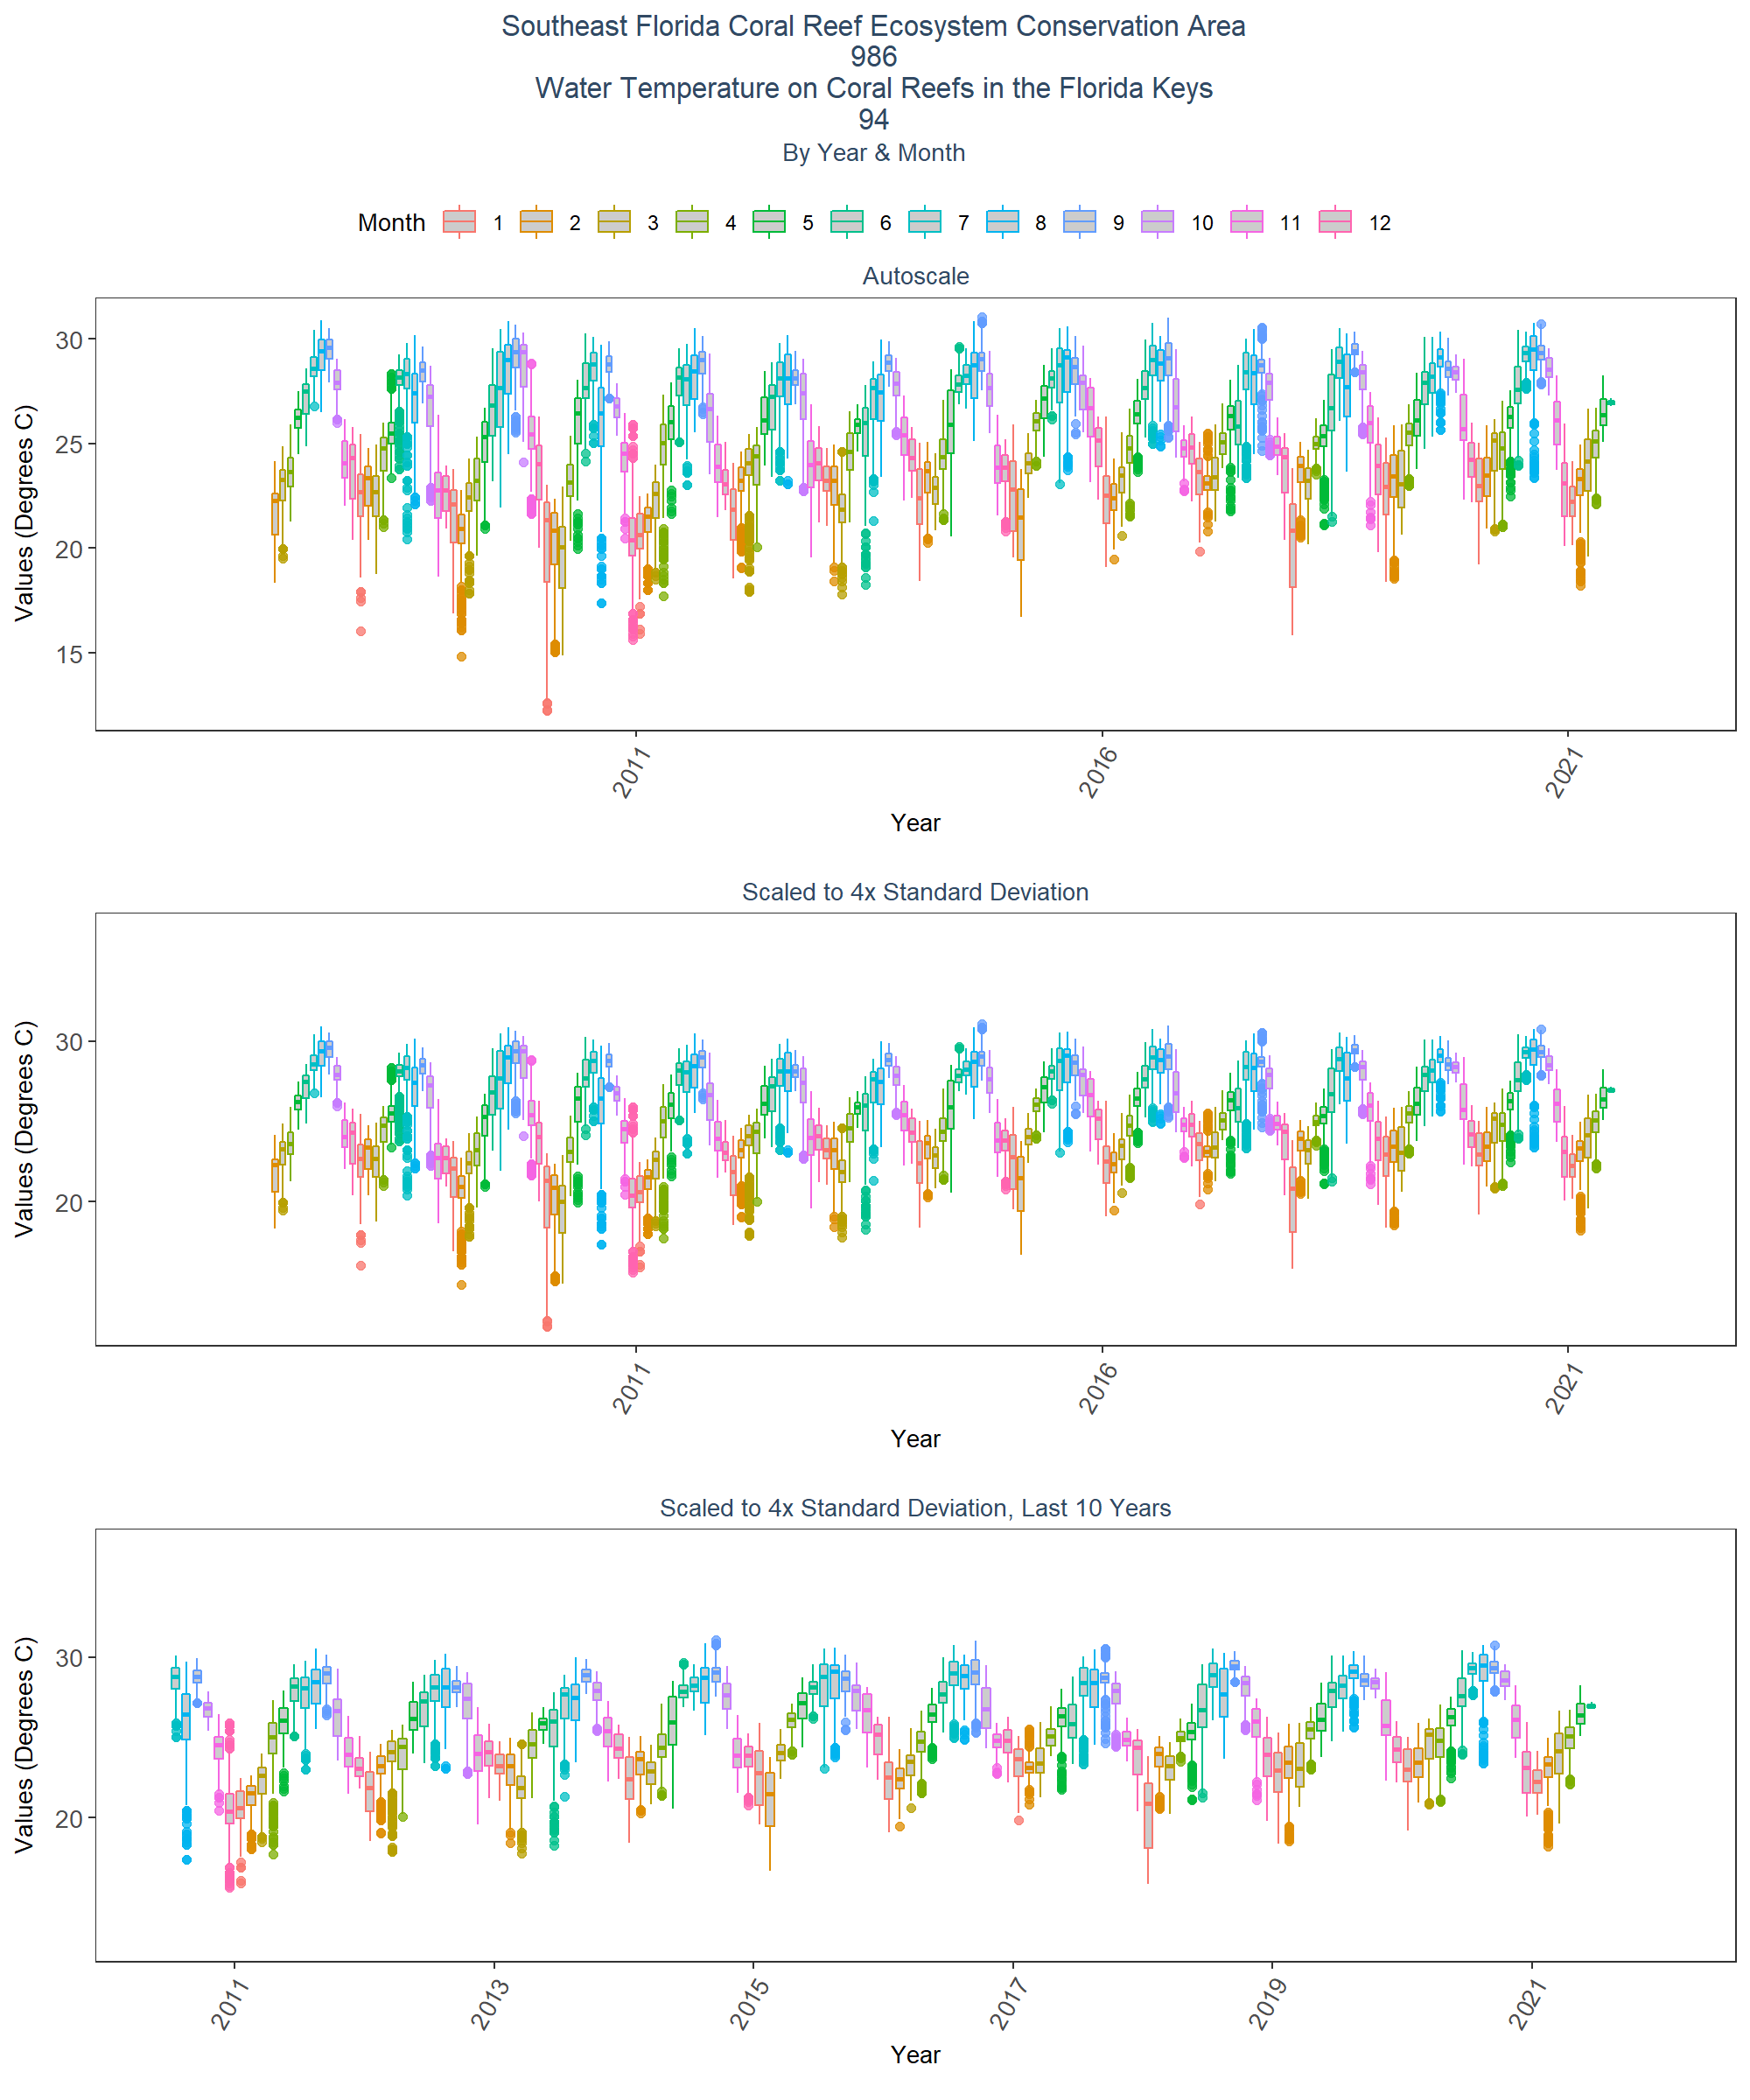 Southeast Florida Coral Reef Ecosystem Conservation Area
986
Water Temperature on Coral Reefs in the Florida Keys
94
By Year & Month
Month 1 2 3 4 5 6 7 8 9 10 11 12
Autoscale
Values (Degrees C)
30
25
20
15
2011 2016 2021
Year
Scaled to 4x Standard Deviation
Values (Degrees C)
30
20
2011 2016 2021
Year
Scaled to 4x Standard Deviation, Last 10 Years
Values (Degrees C)
30
20
2011 2013 2015 2017 2019 2021
Year